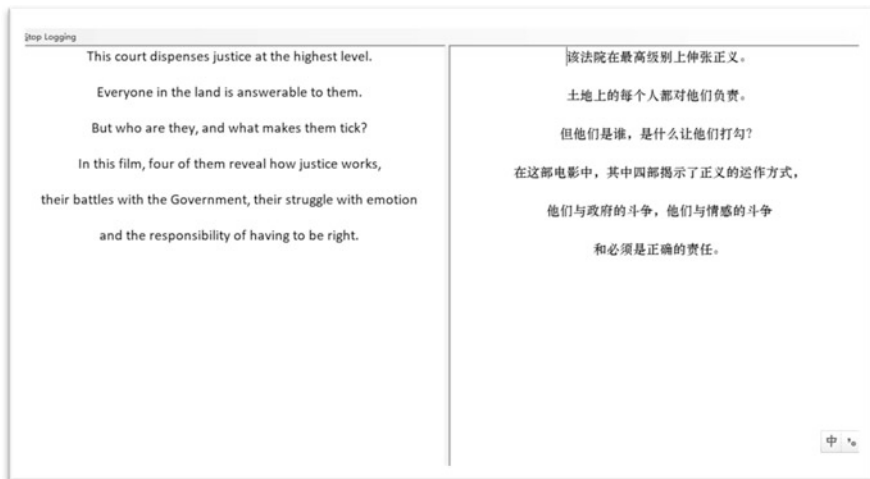 Stop Logging
This court dispenses justice at the highest level.
Everyone in the land is answerable to them.
But who are they, and what makes them tick?
In this film, four of them reveal how justice works,
their battles with the Government, their struggle with emotion
and the responsibility of having to be right.
该法院在最高级别上伸张正义。
土地上的每个人都对他们负责。
但他们是谁，是什么让他们打勾？
在这部电影中，其中四部揭示了正义的运作方式，
他们与政府的斗争，他们与情感的斗争
和必须是正确的责任。
中